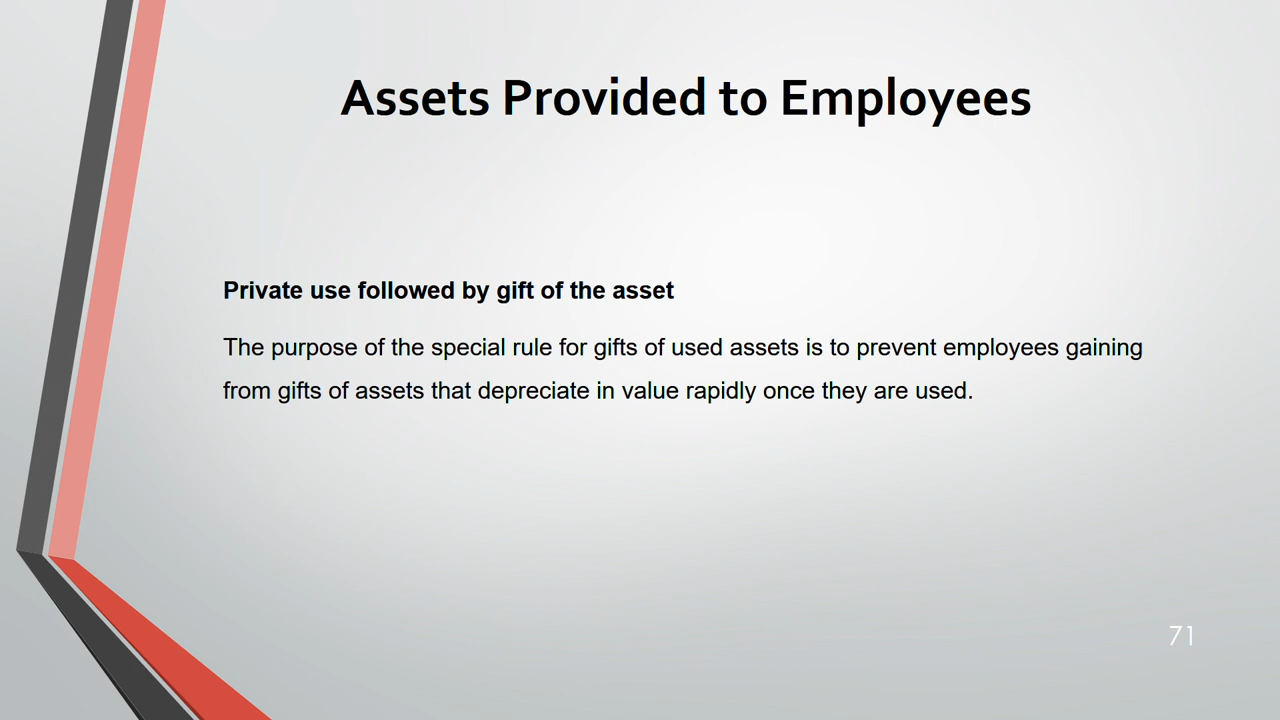 Assets Provided to Employees
Private use followed by gift of the asset
The purpose of the special rule for gifts of used assets is to prevent employees gaining
from gifts of assets that depreciate in value rapidly once they are used.
71